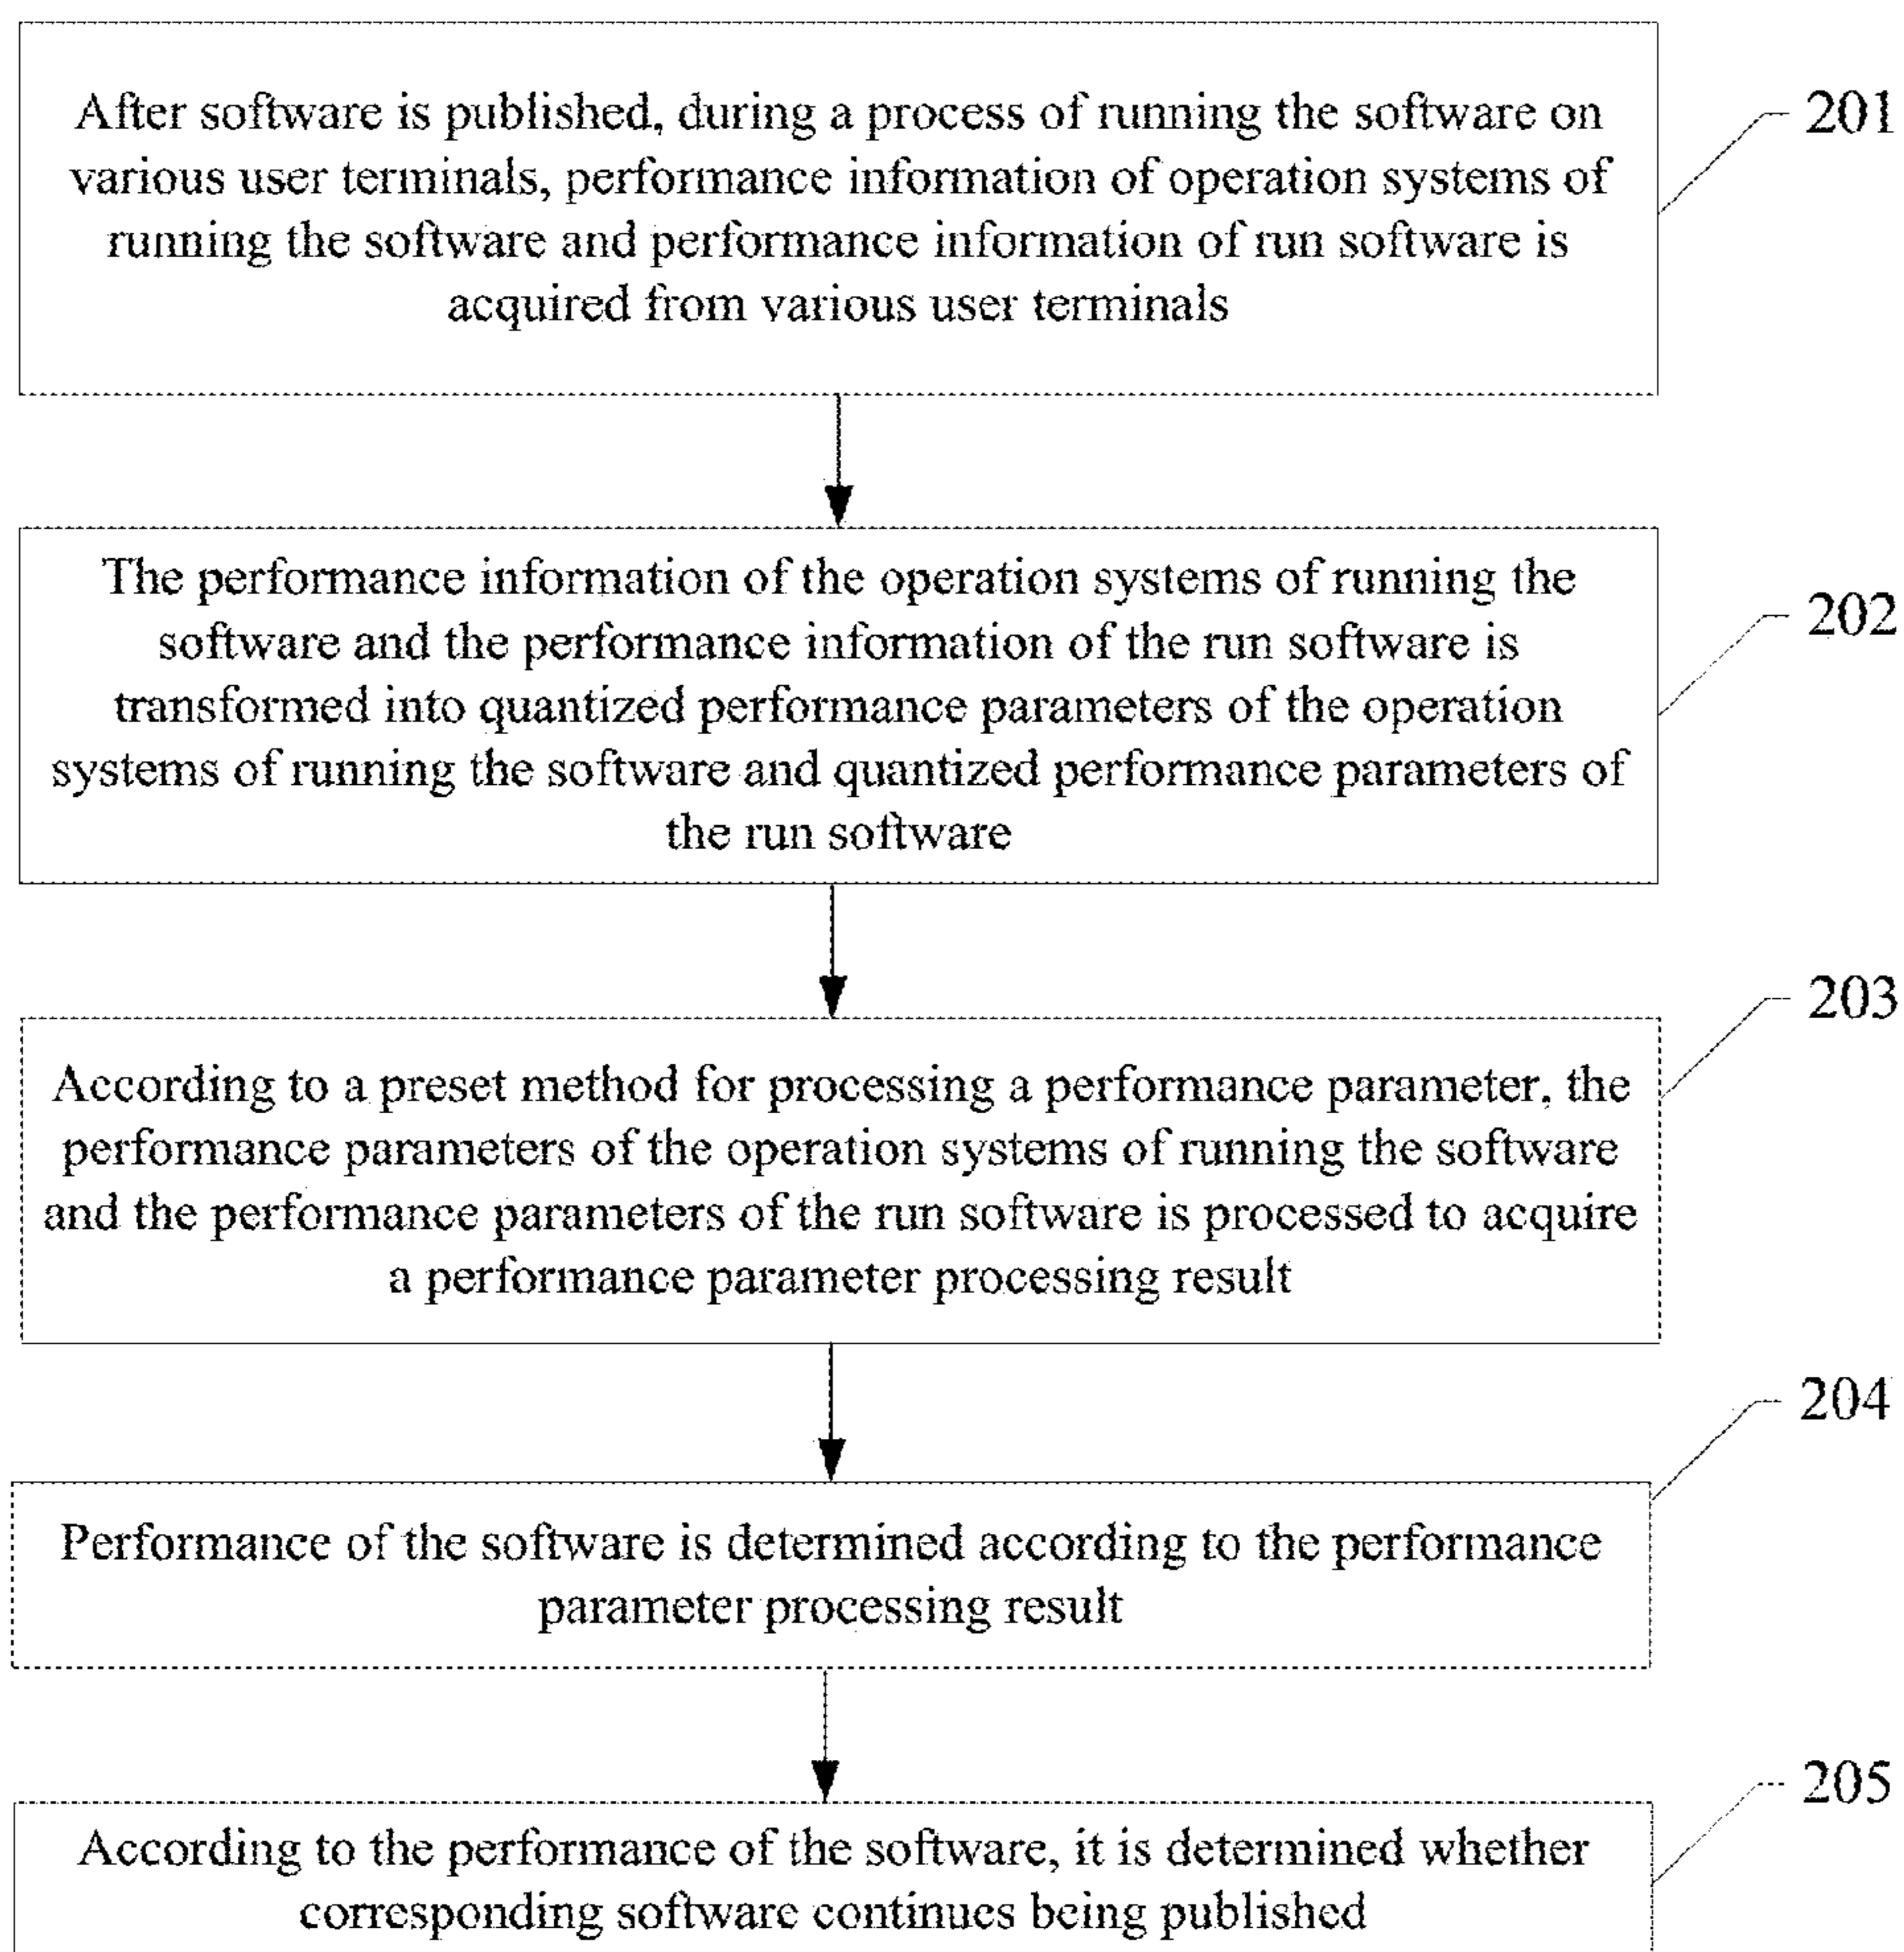 After software is published, during a process of running the software on
various user terminals, performance information of operation systems of
running the software and performance information of run software is
acquired from various user terminals
201
The performance information of the operation systems of running the
software and the performance information of the run software is
transformed into quantized performance parameters of the operation
systems of running the software and quantized performance parameters of
the run software
202
According to a preset method for processing a performance parameter, the
performance parameters of the operation systems of running the software
and the performance parameters of the run software is processed to acquire
a performance parameter processing result
203
Performance of the software is determined according to the performance
parameter processing result
204
According to the performance of the software, it is determined whether
corresponding software continues being published
205